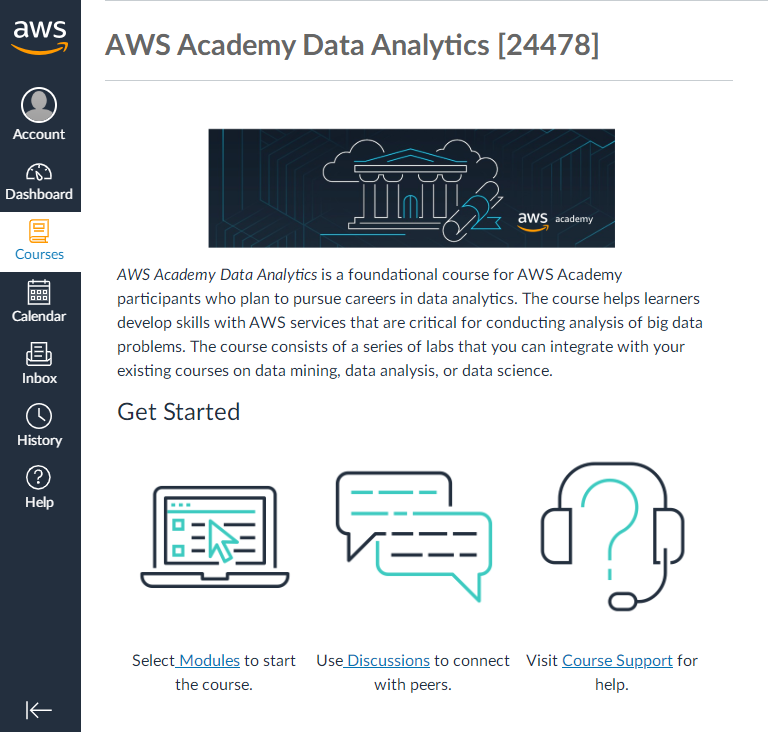 aws
Account
Dashboard
Courses
Calendar
Inbox
History
Help
AWS Academy Data Analytics [24478]
aws academy
AWS Academy Data Analytics is a foundational course for AWS Academy
participants who plan to pursue careers in data analytics. The course helps learners
develop skills with AWS services that are critical for conducting analysis of big data
problems. The course consists of a series of labs that you can integrate with your
existing courses on data mining, data analysis, or data science.
Get Started
Select Modules to start
the course.
Use Discussions to connect
with peers.
Visit Course Support for
help.